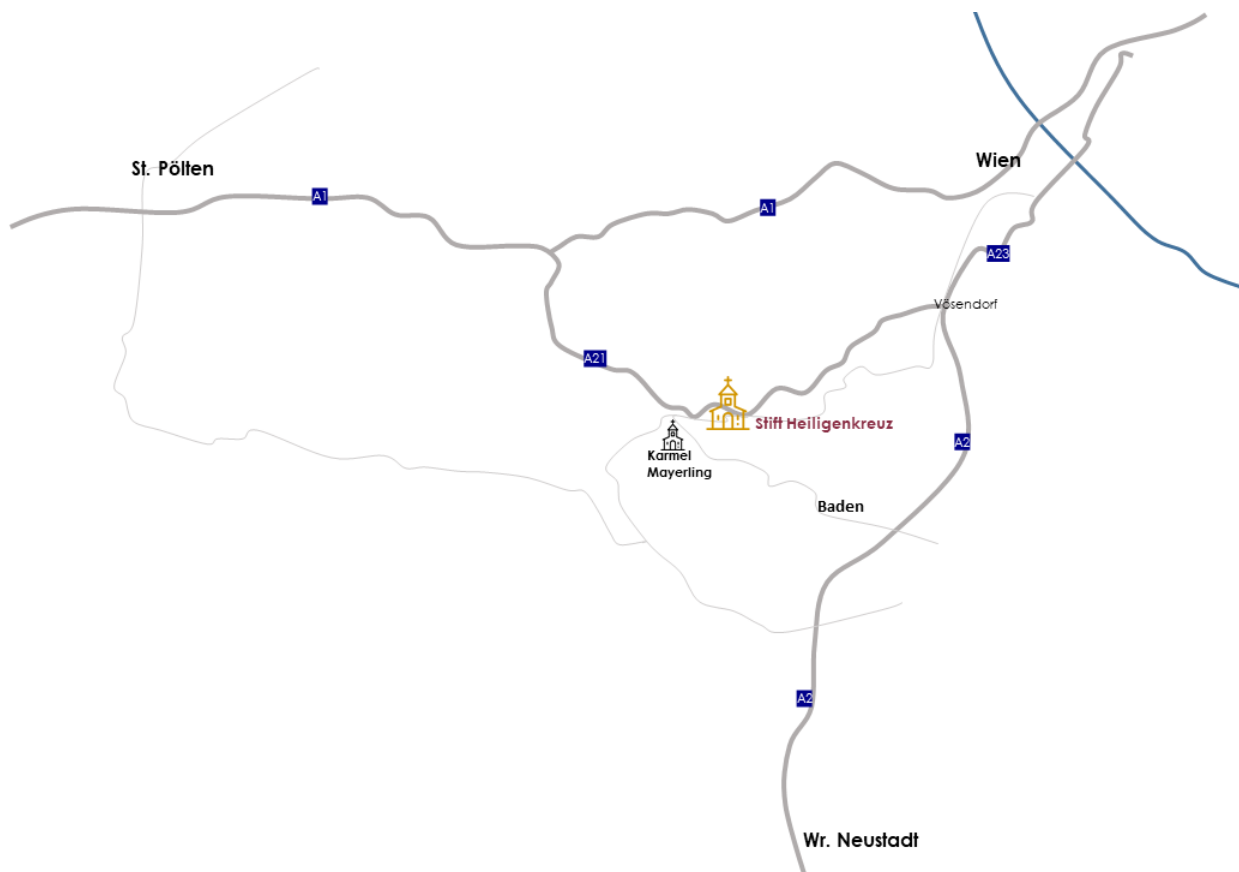 Wien
St. Pölten
A1
A1
A23
Vösendorf
A21
Stift Heiligenkreuz
A2
Karmel
Mayerling
Baden
A2
Wr. Neustadt